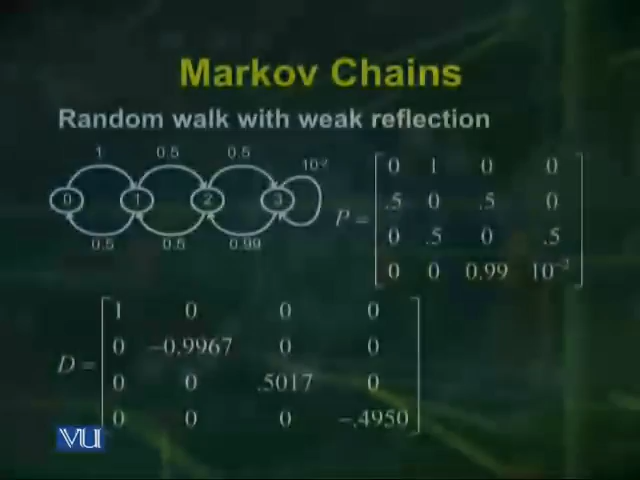 Markov Chains
Random walk with weak reflection
1 0.5 0.5 10⁻²
0 1 2 3
0.5 0.5 0.99
P =
0 1 0 0
.5 0 .5 0
0 .5 0 .5
0 0 0.99 10⁻²
D =
1 0 0 0
0 −0.9967 0 0
0 0 .5017 0
0 0 0 −.4950
VU